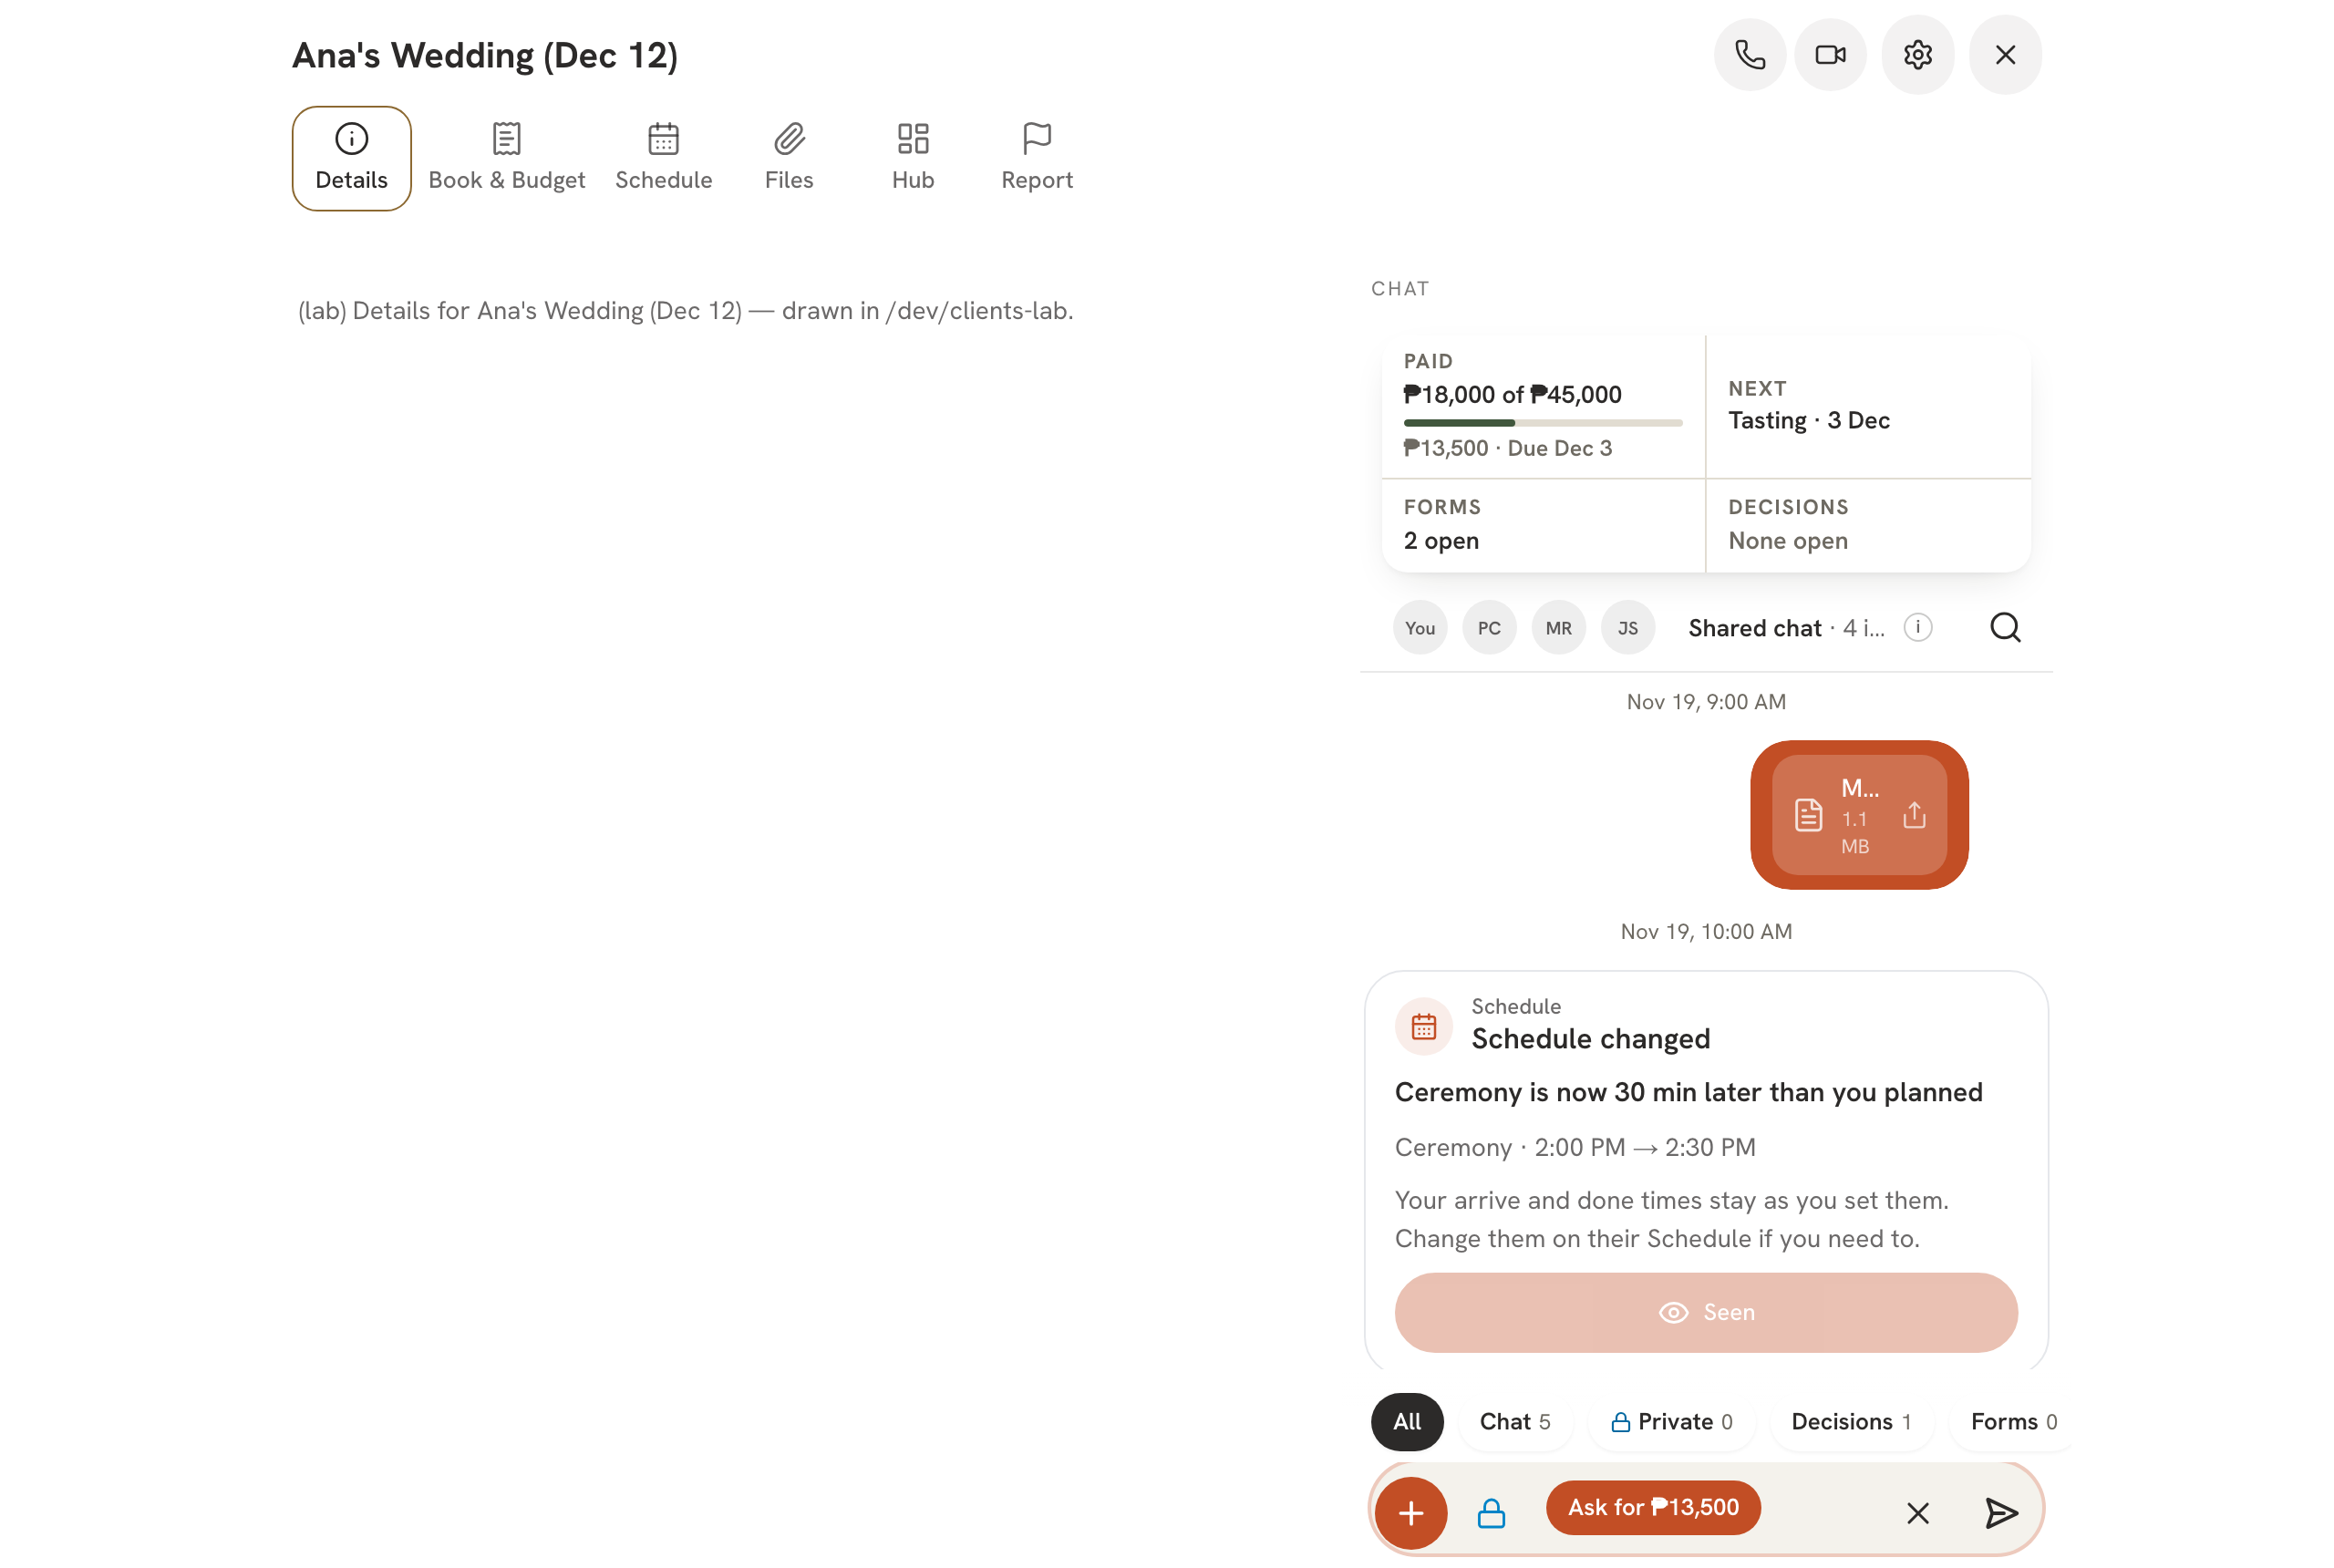 Ana's Wedding (Dec 12)
Details
Book & Budget
Schedule
Files
Hub
Report
(lab) Details for Ana's Wedding (Dec 12) — drawn in /dev/clients-lab.
CHAT
PAID
₱18,000 of ₱45,000
₱13,500 · Due Dec 3
NEXT
Tasting · 3 Dec
FORMS
2 open
DECISIONS
None open
You
PC
MR
JS
Shared chat · 4 i...
Nov 19, 9:00 AM
M...
1.1
MB
Nov 19, 10:00 AM
Schedule
Schedule changed
Ceremony is now 30 min later than you planned
Ceremony · 2:00 PM → 2:30 PM
Your arrive and done times stay as you set them.
Change them on their Schedule if you need to.
Seen
All
Chat 5
Private 0
Decisions 1
Forms 0
Ask for ₱13,500